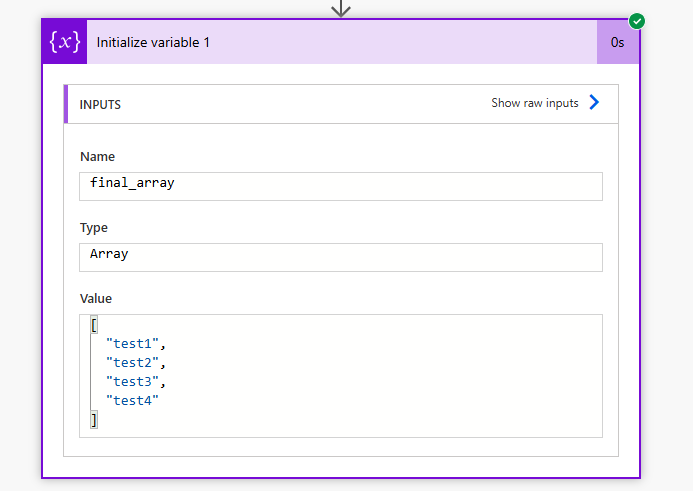 {x} Initialize variable 1 0s
INPUTS Show raw inputs
Name
final_array
Type
Array
Value
[
"test1",
"test2",
"test3",
"test4"
]